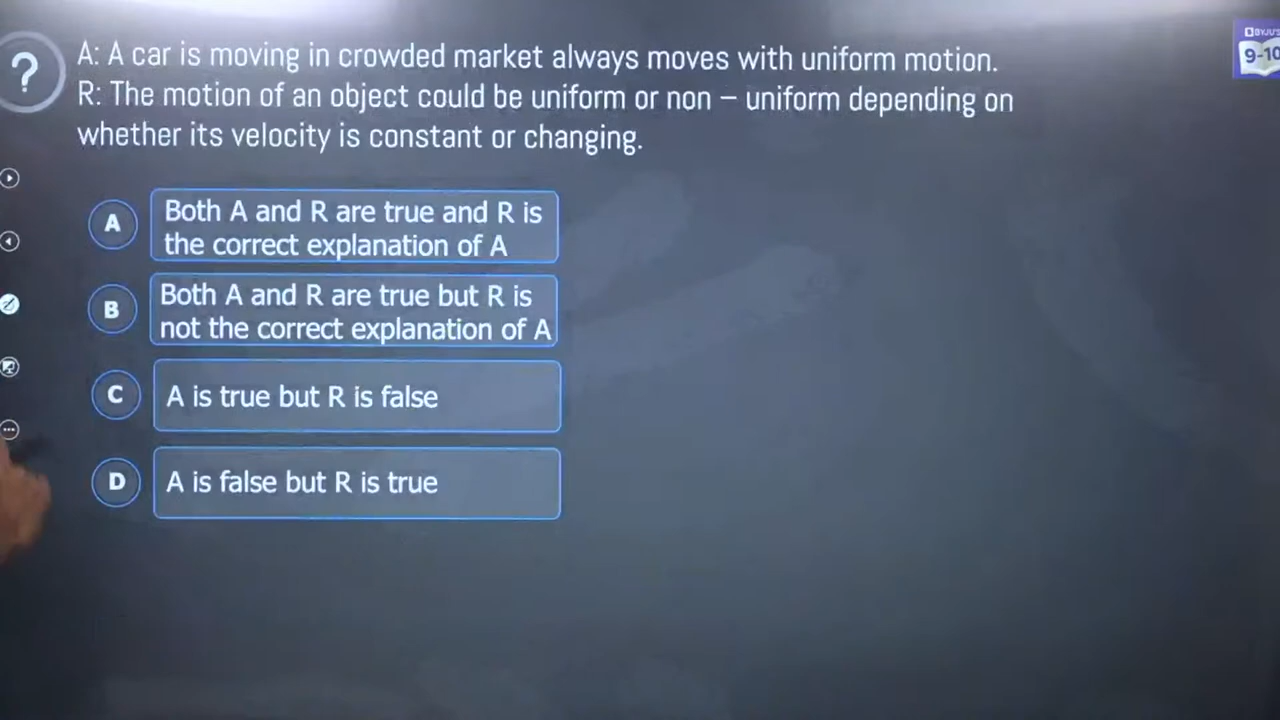 ?
A: A car is moving in crowded market always moves with uniform motion.
R: The motion of an object could be uniform or non – uniform depending on
whether its velocity is constant or changing.
A
Both A and R are true and R is
the correct explanation of A
B
Both A and R are true but R is
not the correct explanation of A
C
A is true but R is false
D
A is false but R is true
BYJU'S
9-10